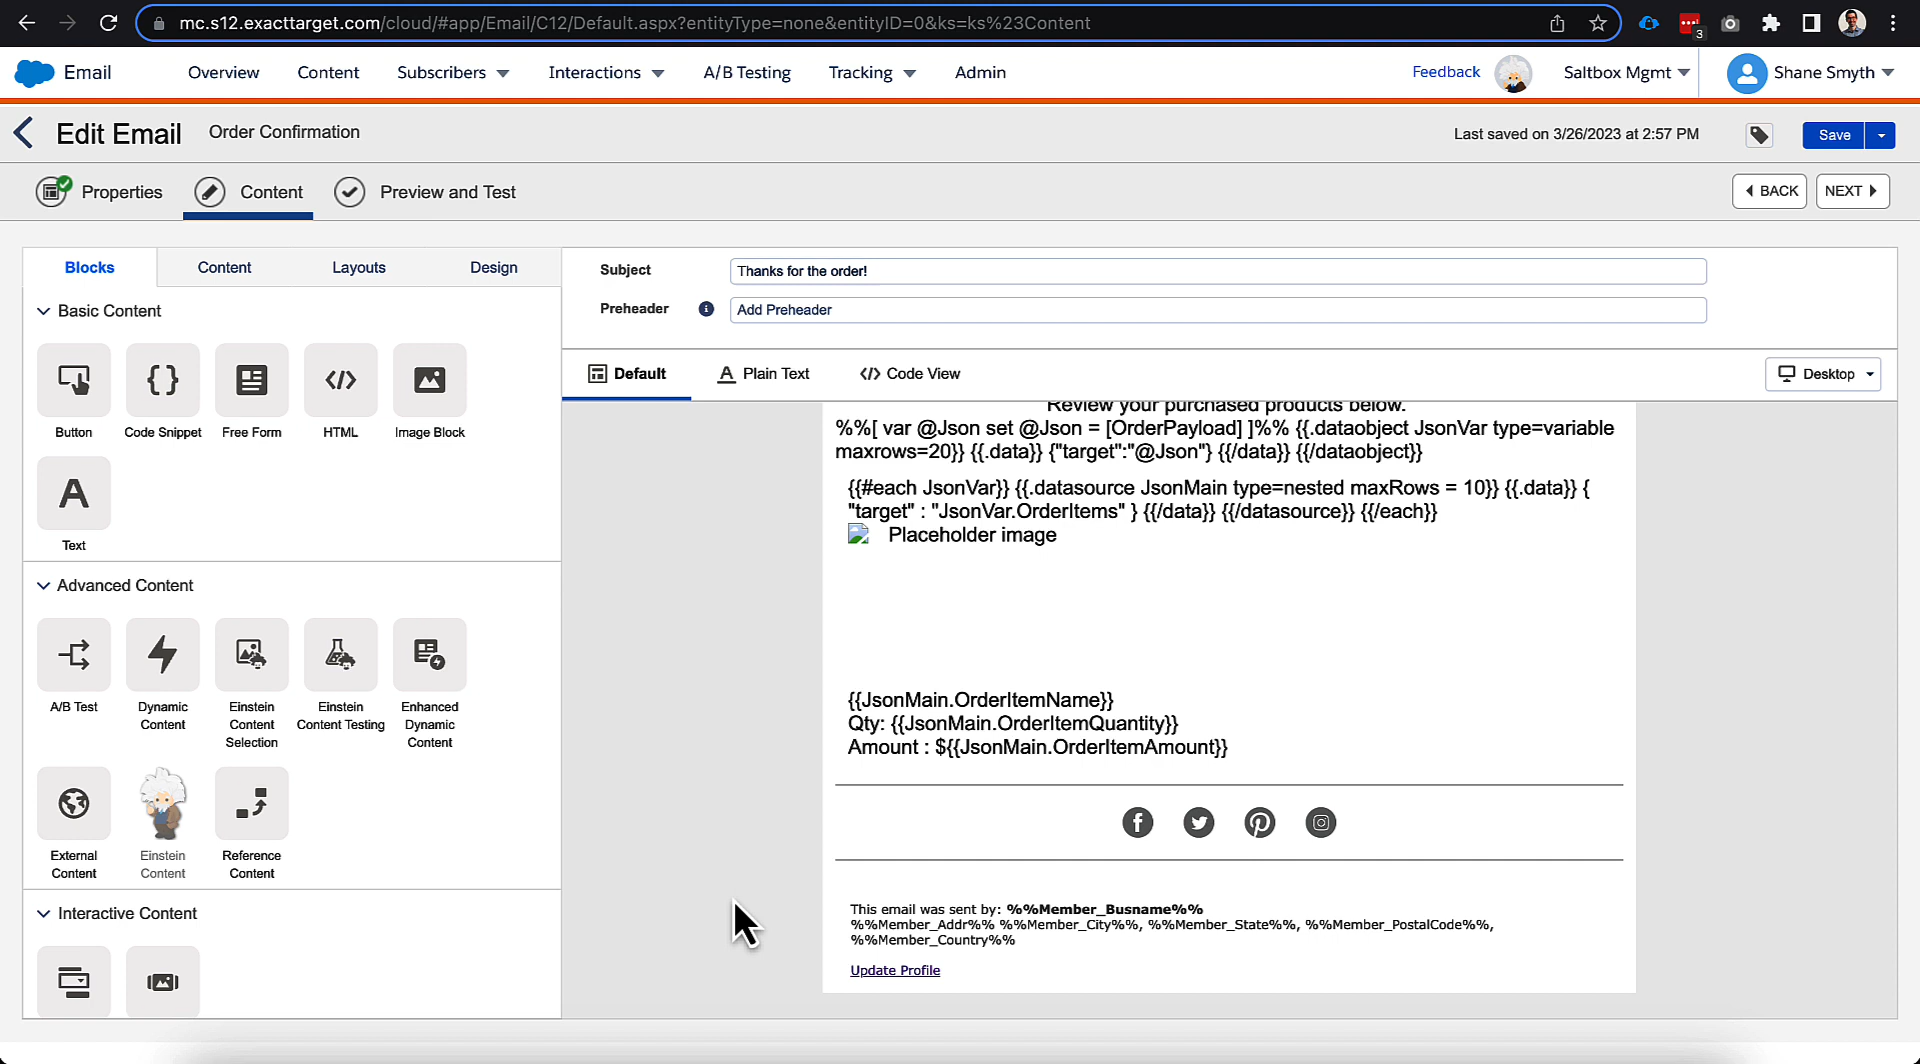 mc.s12.exacttarget.com/cloud/#app/Email/C12/Default.aspx?entityType=none&entityID=0&ks=ks%23Content
3
Email
Overview
Content
Subscribers
Interactions
A/B Testing
Tracking
Admin
Feedback
Saltbox Mgmt
Shane Smyth
Edit Email
Order Confirmation
Last saved on 3/26/2023 at 2:57 PM
Save
Properties
Content
Preview and Test
BACK
NEXT
Blocks
Content
Layouts
Design
Basic Content
Button
Code Snippet
Free Form
HTML
Image Block
A
Text
Advanced Content
A/B Test
Dynamic
Content
Einstein
Content
Selection
Einstein
Content Testing
Enhanced
Dynamic
Content
External
Content
Einstein
Content
Reference
Content
Interactive Content
Subject
Thanks for the order!
Preheader
Add Preheader
Default
Plain Text
Code View
Desktop
Review your purchased products below.
%%[ var @Json set @Json = [OrderPayload] ]%% {{.dataobject JsonVar type=variable
maxrows=20}} {{.data}} {"target":"@Json"} {{/data}} {{/dataobject}}
{{#each JsonVar}} {{.datasource JsonMain type=nested maxRows = 10}} {{.data}} {
"target" : "JsonVar.OrderItems" } {{/data}} {{/datasource}} {{/each}}
Placeholder image
{{JsonMain.OrderItemName}}
Qty: {{JsonMain.OrderItemQuantity}}
Amount : ${{JsonMain.OrderItemAmount}}
This email was sent by: %%Member_Busname%%
%%Member_Addr%% %%Member_City%%, %%Member_State%%, %%Member_PostalCode%%,
%%Member_Country%%
Update Profile